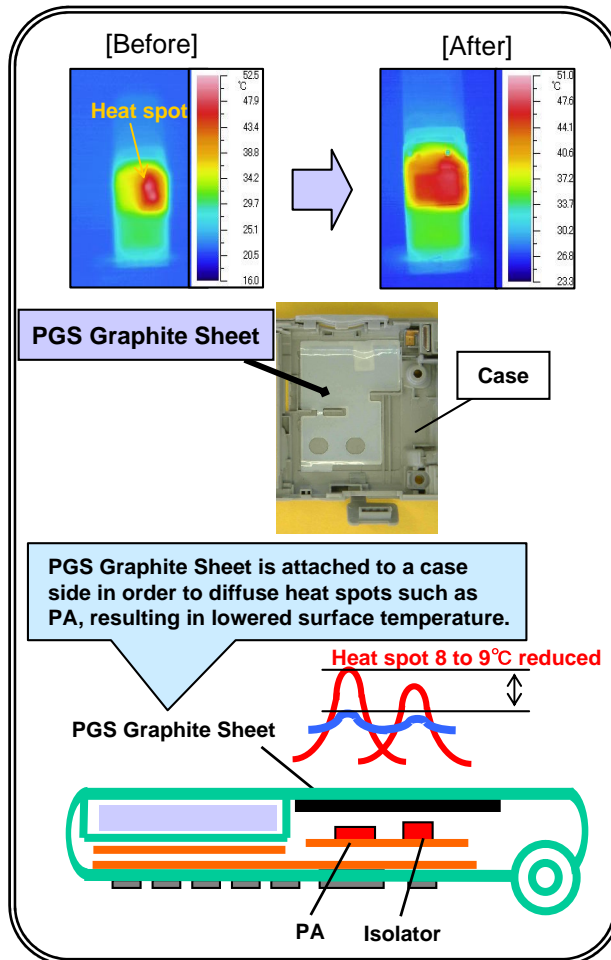 [Before]
[After]
52.5
℃
47.9
43.4
38.8
34.2
29.7
25.1
20.5
16.0
Heat spot
51.0
℃
47.6
44.1
40.6
37.2
33.7
30.2
26.8
23.3
PGS Graphite Sheet
Case
PGS Graphite Sheet is attached to a case
side in order to diffuse heat spots such as
PA, resulting in lowered surface temperature.
Heat spot 8 to 9℃ reduced
PGS Graphite Sheet
PA
Isolator